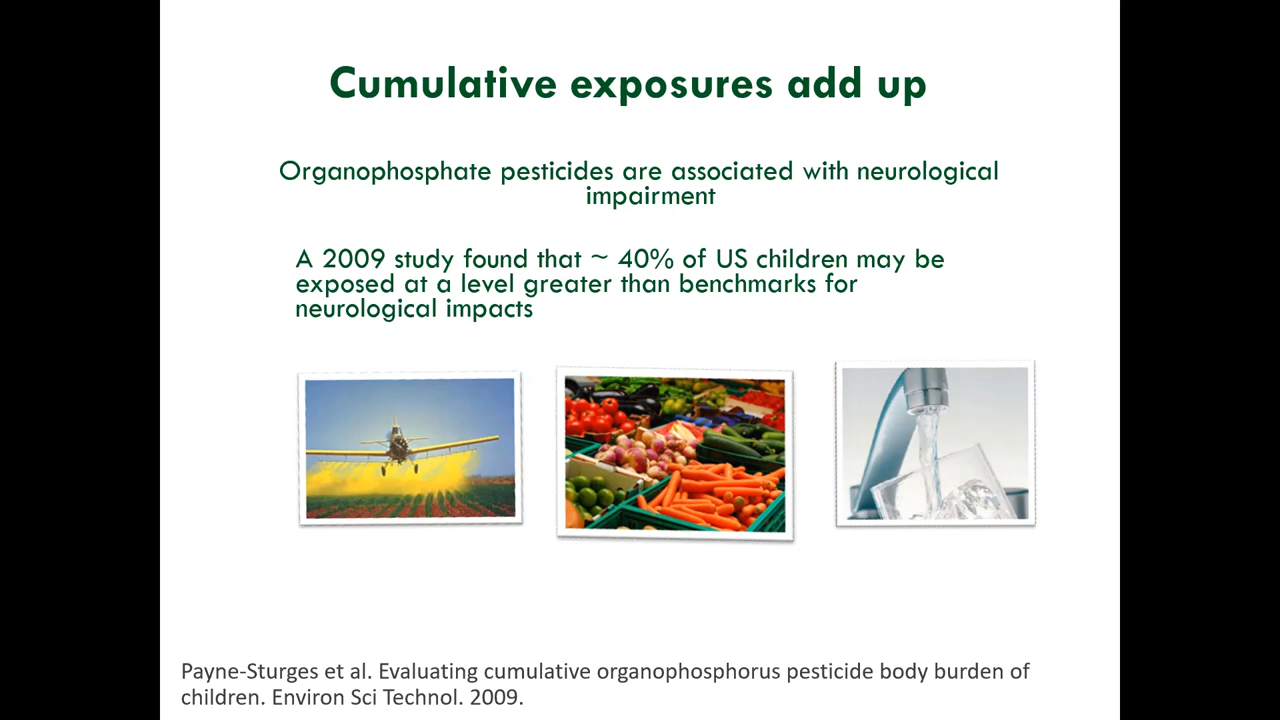 Cumulative exposures add up
Organophosphate pesticides are associated with neurological
impairment
A 2009 study found that ~ 40% of US children may be
exposed at a level greater than benchmarks for
neurological impacts
Payne-Sturges et al. Evaluating cumulative organophosphorus pesticide body burden of
children. Environ Sci Technol. 2009.